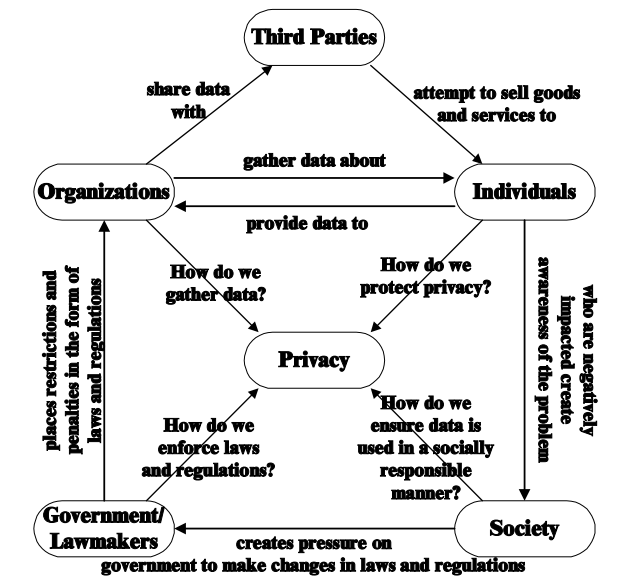 Third Parties
share data
with
attempt to sell goods
and services to
gather data about
Organizations
Individuals
provide data to
How do we
gather data?
How do we
protect privacy?
places restrictions and
penalties in the form of
laws and regulations
who are negatively
impacted create
awareness of the problem
Privacy
How do we
enforce laws
and regulations?
How do we
ensure data is
used in a socially
responsible
manner?
Government/
Lawmakers
Society
creates pressure on
government to make changes in laws and regulations